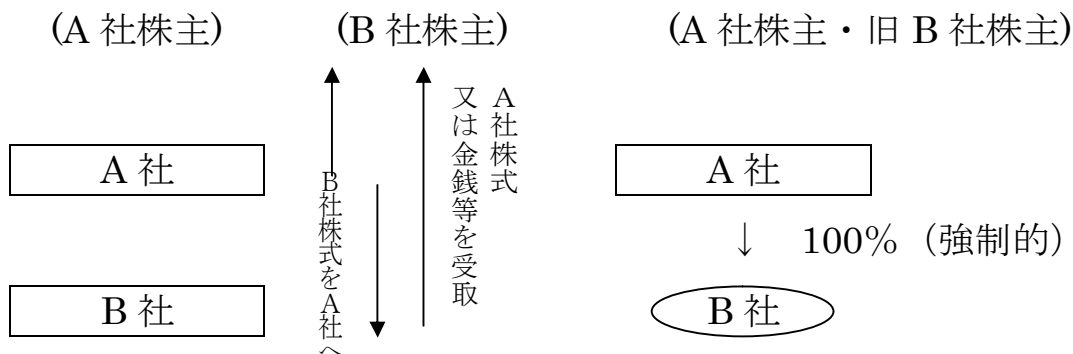 (A 社株主)
(B 社株主)
(A 社株主・旧 B 社株主)
A 社
B 社
B社株式をA社へ
A社株式
又は金銭等を受取
A 社
↓ 100% (強制的)
B 社